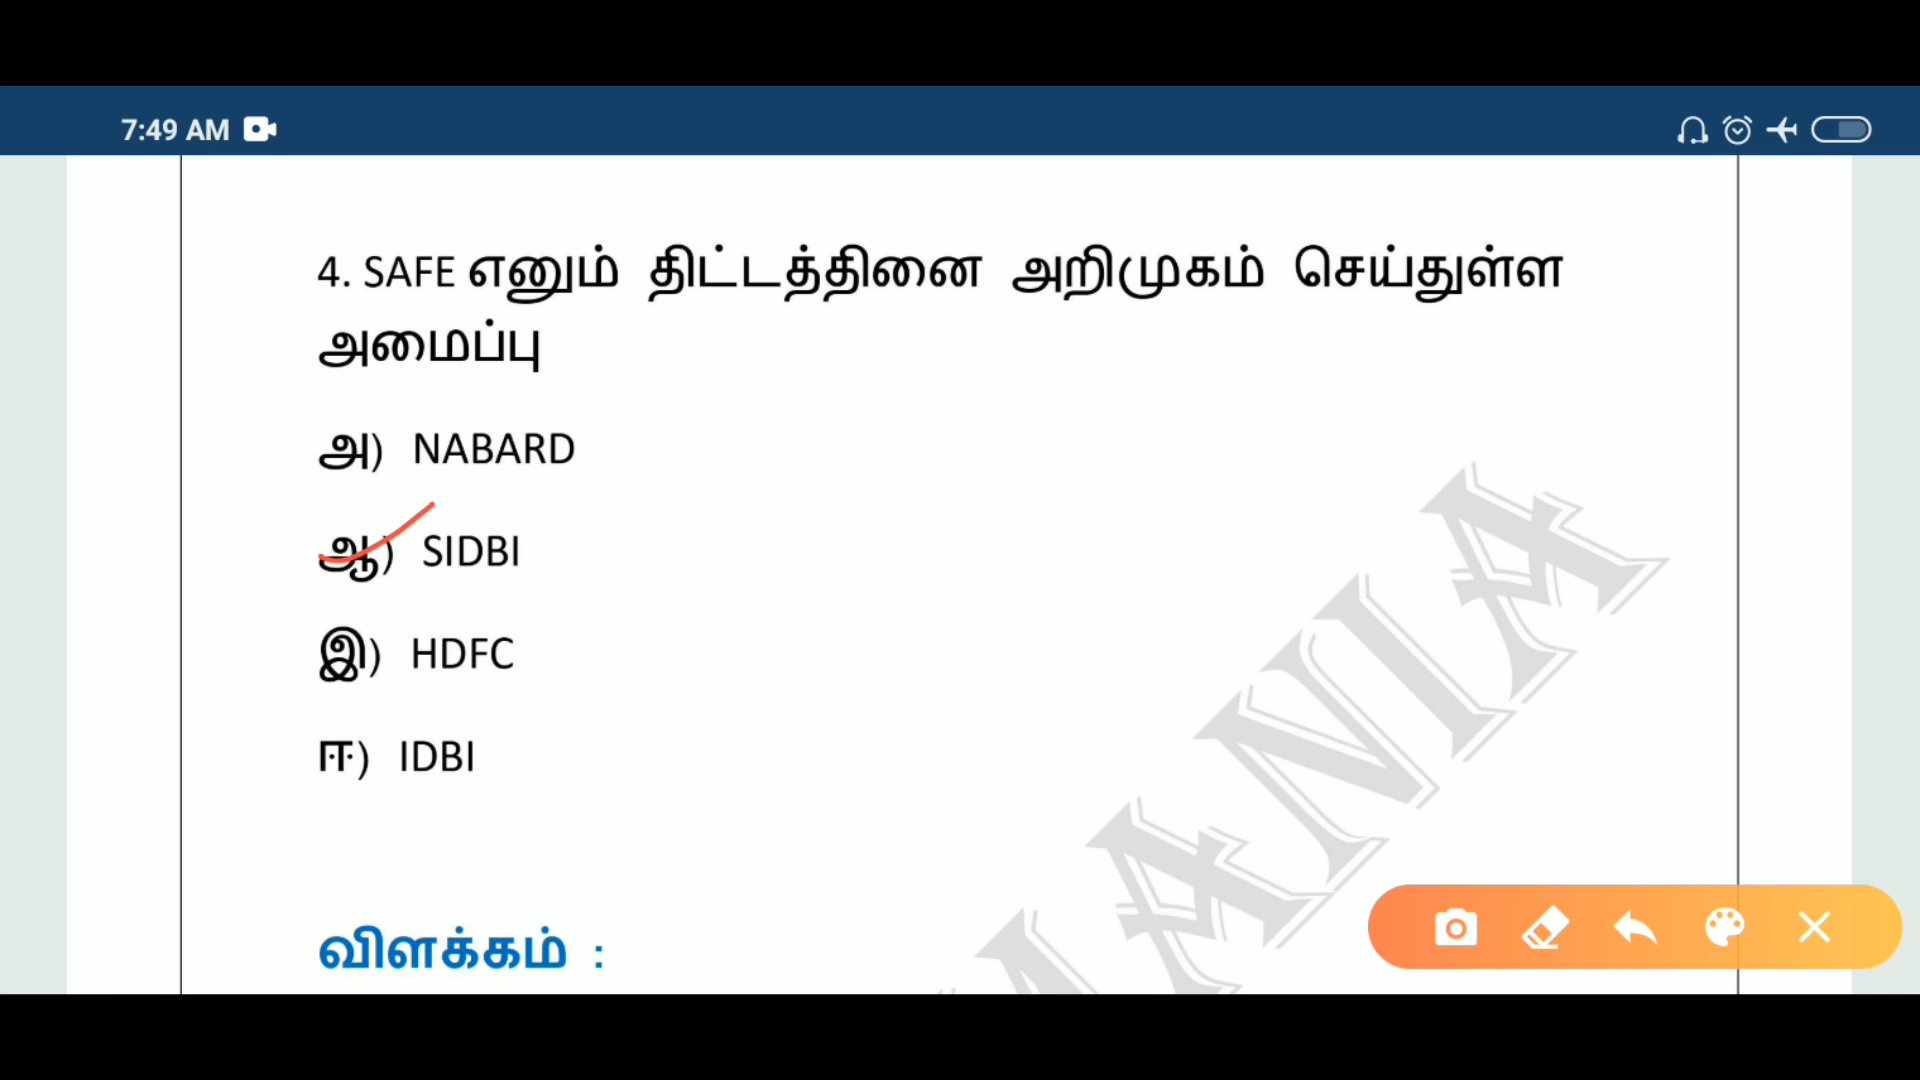 7:49 AM
4. SAFE எனும் திட்டத்தினை அறிமுகம் செய்துள்ள
அமைப்பு
அ) NABARD
ஆ) SIDBI
இ) HDFC
ஈ) IDBI
விளக்கம் :